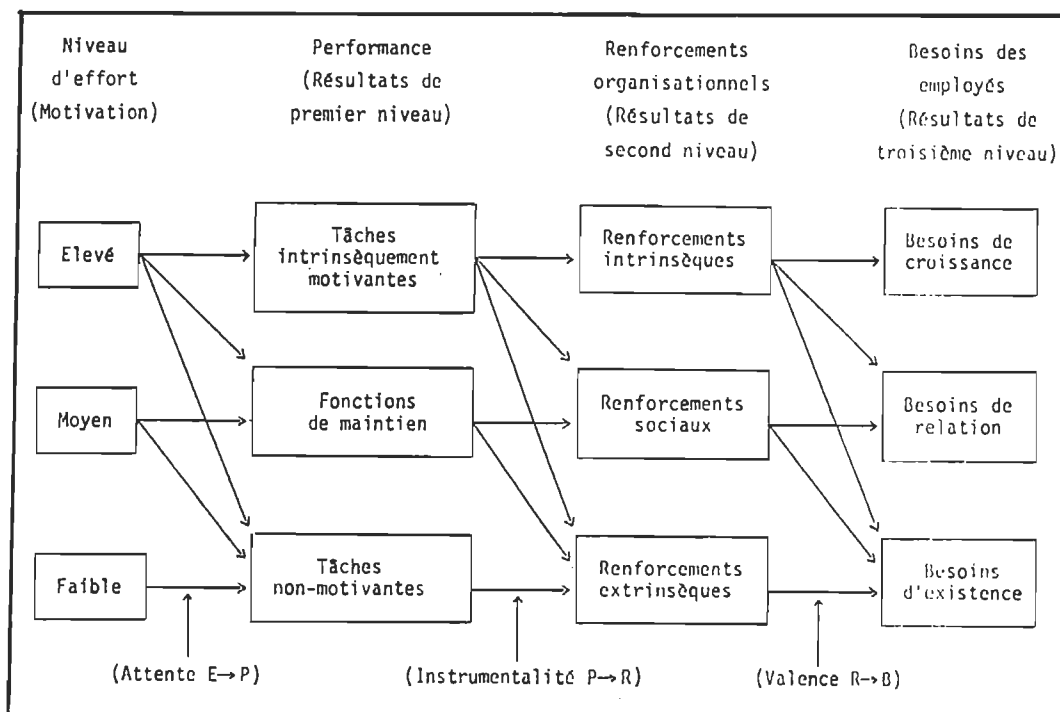 Niveau
d'effort
(Motivation)
Performance
(Résultats de
premier niveau)
Renforcements
organisationnels
(Résultats de
second niveau)
Besoins des
employés
(Résultats de
troisième niveau)
Elevé
Tâches
intrinsèquement
motivantes
Renforcements
intrinsèques
Besoins de
croissance
Moyen
Fonctions
de maintien
Renforcements
sociaux
Besoins de
relation
Faible
Tâches
non-motivantes
Renforcements
extrinsèques
Besoins
d'existence
(Attente E→P)
(Instrumentalité P→R)
(Valence R→B)